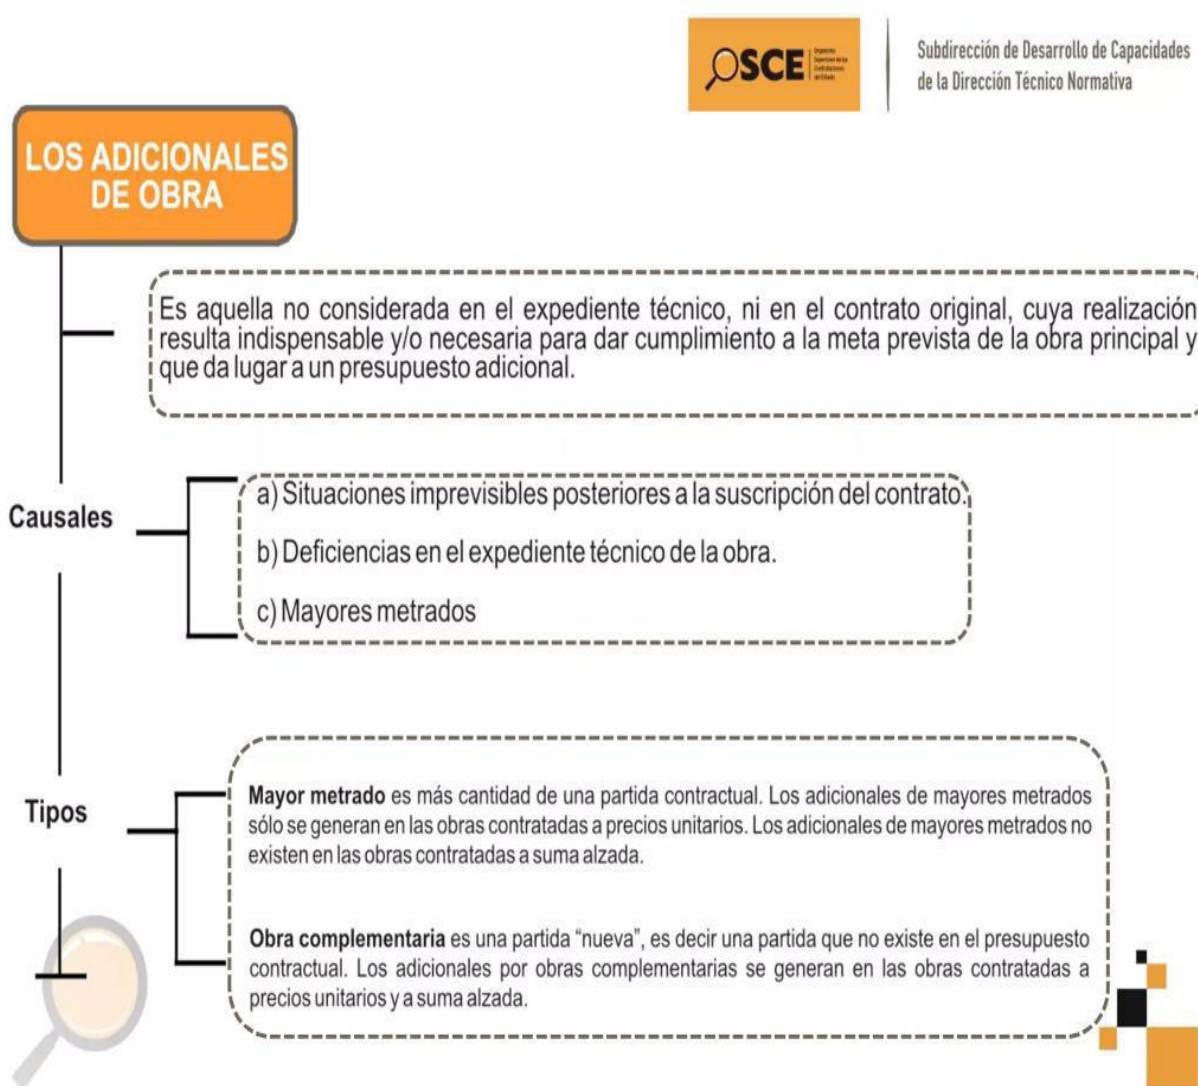 OSCE
Organismo
Supervisor de las
Contrataciones
del Estado
Subdirección de Desarrollo de Capacidades
de la Dirección Técnico Normativa
LOS ADICIONALES
DE OBRA
Es aquella no considerada en el expediente técnico, ni en el contrato original, cuya realización
resulta indispensable y/o necesaria para dar cumplimiento a la meta prevista de la obra principal y
que da lugar a un presupuesto adicional.
Causales
a) Situaciones imprevisibles posteriores a la suscripción del contrato.
b) Deficiencias en el expediente técnico de la obra.
c) Mayores metrados
Tipos
Mayor metrado es más cantidad de una partida contractual. Los adicionales de mayores metrados
sólo se generan en las obras contratadas a precios unitarios. Los adicionales de mayores metrados no
existen en las obras contratadas a suma alzada.
Obra complementaria es una partida “nueva”, es decir una partida que no existe en el presupuesto
contractual. Los adicionales por obras complementarias se generan en las obras contratadas a
precios unitarios y a suma alzada.